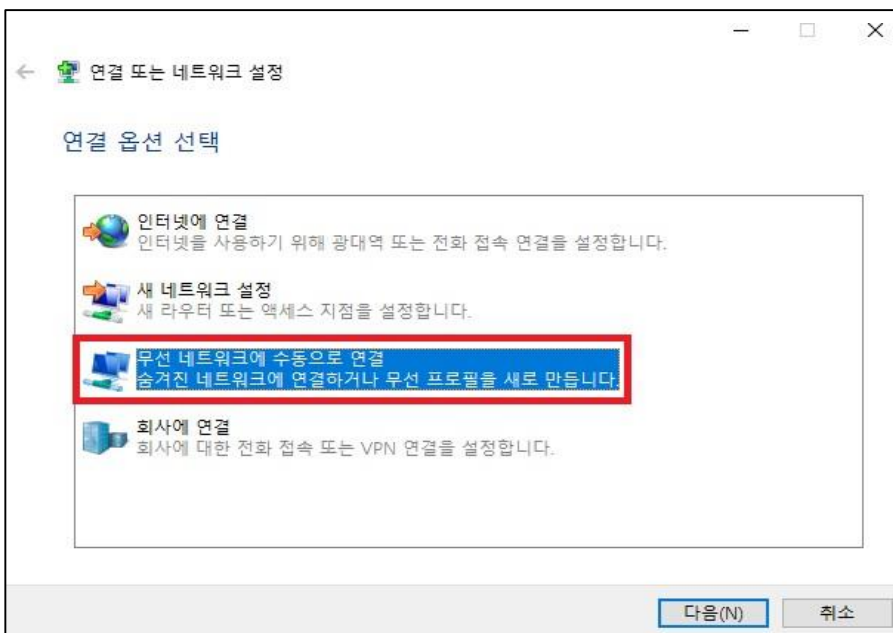 연결 또는 네트워크 설정
연결 옵션 선택
인터넷에 연결
인터넷을 사용하기 위해 광대역 또는 전화 접속 연결을 설정합니다.
새 네트워크 설정
새 라우터 또는 액세스 지점을 설정합니다.
무선 네트워크에 수동으로 연결
숨겨진 네트워크에 연결하거나 무선 프로필을 새로 만듭니다.
회사에 연결
회사에 대한 전화 접속 또는 VPN 연결을 설정합니다.
다음(N) 취소